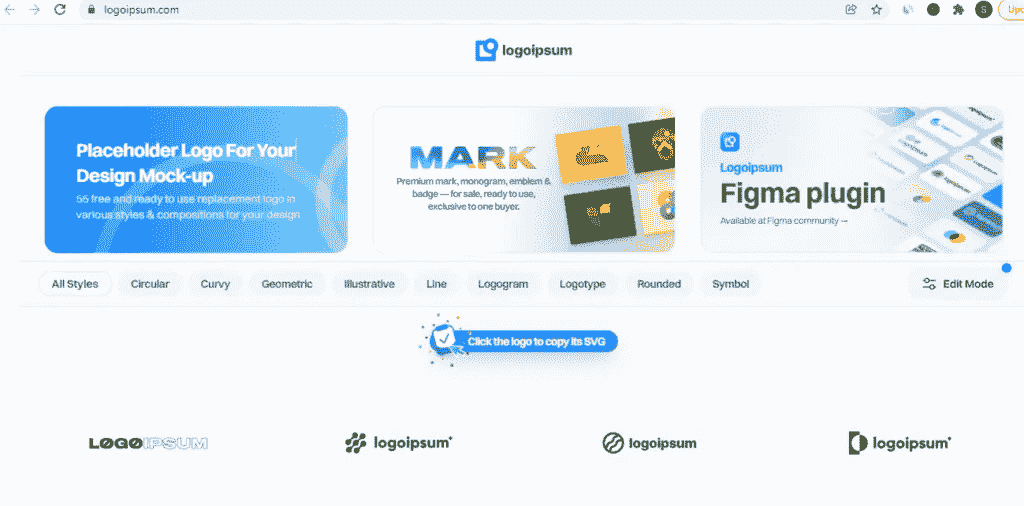 logoipsum.com
S
logoipsum
Placeholder Logo For Your
Design Mock-up
56 free and ready to use replacement logo in
various styles & compositions for your design
MARK
Premium mark, monogram, emblem &
badge — for sale, ready to use,
exclusive to one buyer.
Logoipsum
Figma plugin
Available at Figma community →
All Styles
Circular
Curvy
Geometric
Illustrative
Line
Logogram
Logotype
Rounded
Symbol
Edit Mode
Click the logo to copy its SVG
LOGOIPSUM
logoipsum
logoipsum
logoipsum